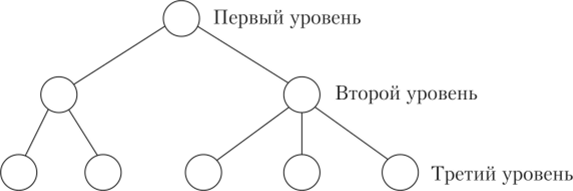 Первый уровень
Второй уровень
Третий уровень